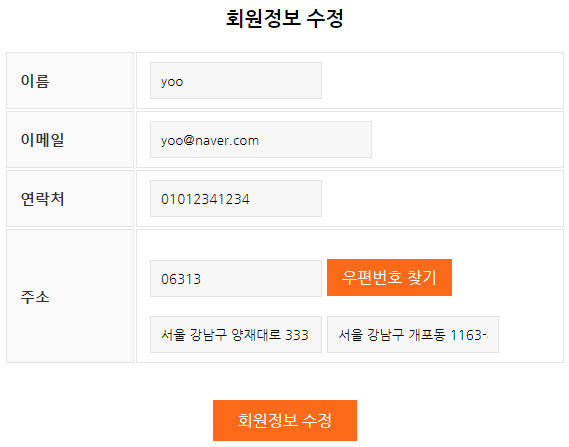 회원정보 수정
이름 yoo
이메일 yoo@naver.com
연락처 01012341234
주소
06313 우편번호 찾기
서울 강남구 양재대로 333 서울 강남구 개포동 1163-
회원정보 수정